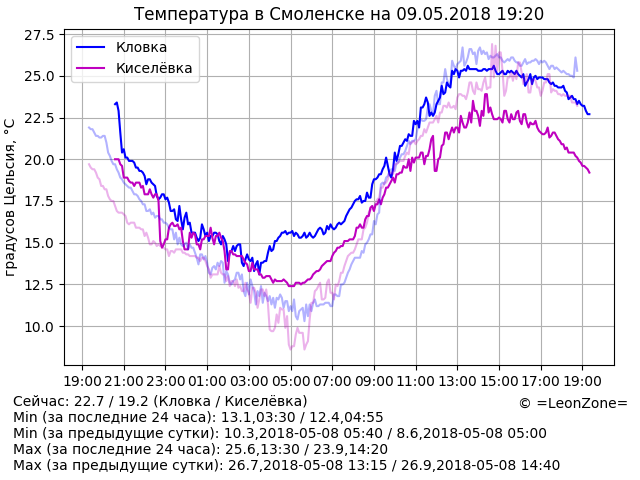 Температура в Смоленске на 09.05.2018 19:20
градусов Цельсия, °C
27.5
25.0
22.5
20.0
17.5
15.0
12.5
10.0
Кловка
Киселёвка
19:00 21:00 23:00 01:00 03:00 05:00 07:00 09:00 11:00 13:00 15:00 17:00 19:00
Сейчас: 22.7 / 19.2 (Кловка / Киселёвка)
© =LeonZone=
Min (за последние 24 часа): 13.1,03:30 / 12.4,04:55
Min (за предыдущие сутки): 10.3,2018-05-08 05:40 / 8.6,2018-05-08 05:00
Max (за последние 24 часа): 25.6,13:30 / 23.9,14:20
Max (за предыдущие сутки): 26.7,2018-05-08 13:15 / 26.9,2018-05-08 14:40